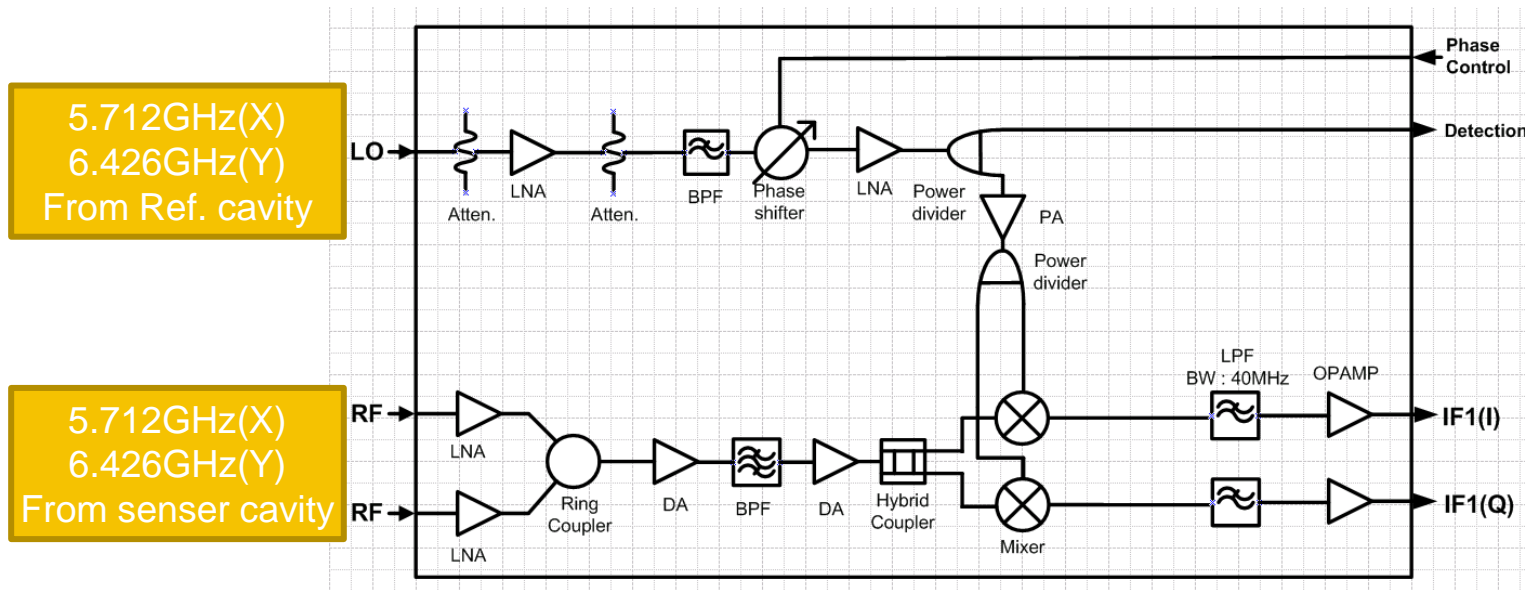 5.712GHz(X)
6.426GHz(Y)
From Ref. cavity
LO
Atten.
LNA
Atten.
BPF
Phase
shifter
LNA
Power
divider
Phase
Control
Detection
PA
Power
divider
5.712GHz(X)
6.426GHz(Y)
From senser cavity
RF
LNA
RF
LNA
Ring
Coupler
DA
BPF
DA
Hybrid
Coupler
Mixer
LPF
BW : 40MHz
OPAMP
IF1(I)
IF1(Q)